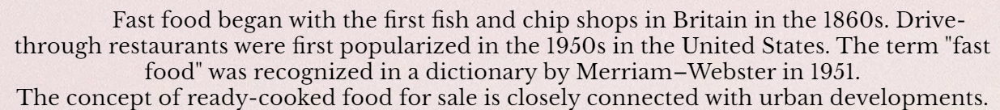 Fast food began with the first fish and chip shops in Britain in the 1860s. Drive-
through restaurants were first popularized in the 1950s in the United States. The term "fast
food" was recognized in a dictionary by Merriam–Webster in 1951.
The concept of ready-cooked food for sale is closely connected with urban developments.